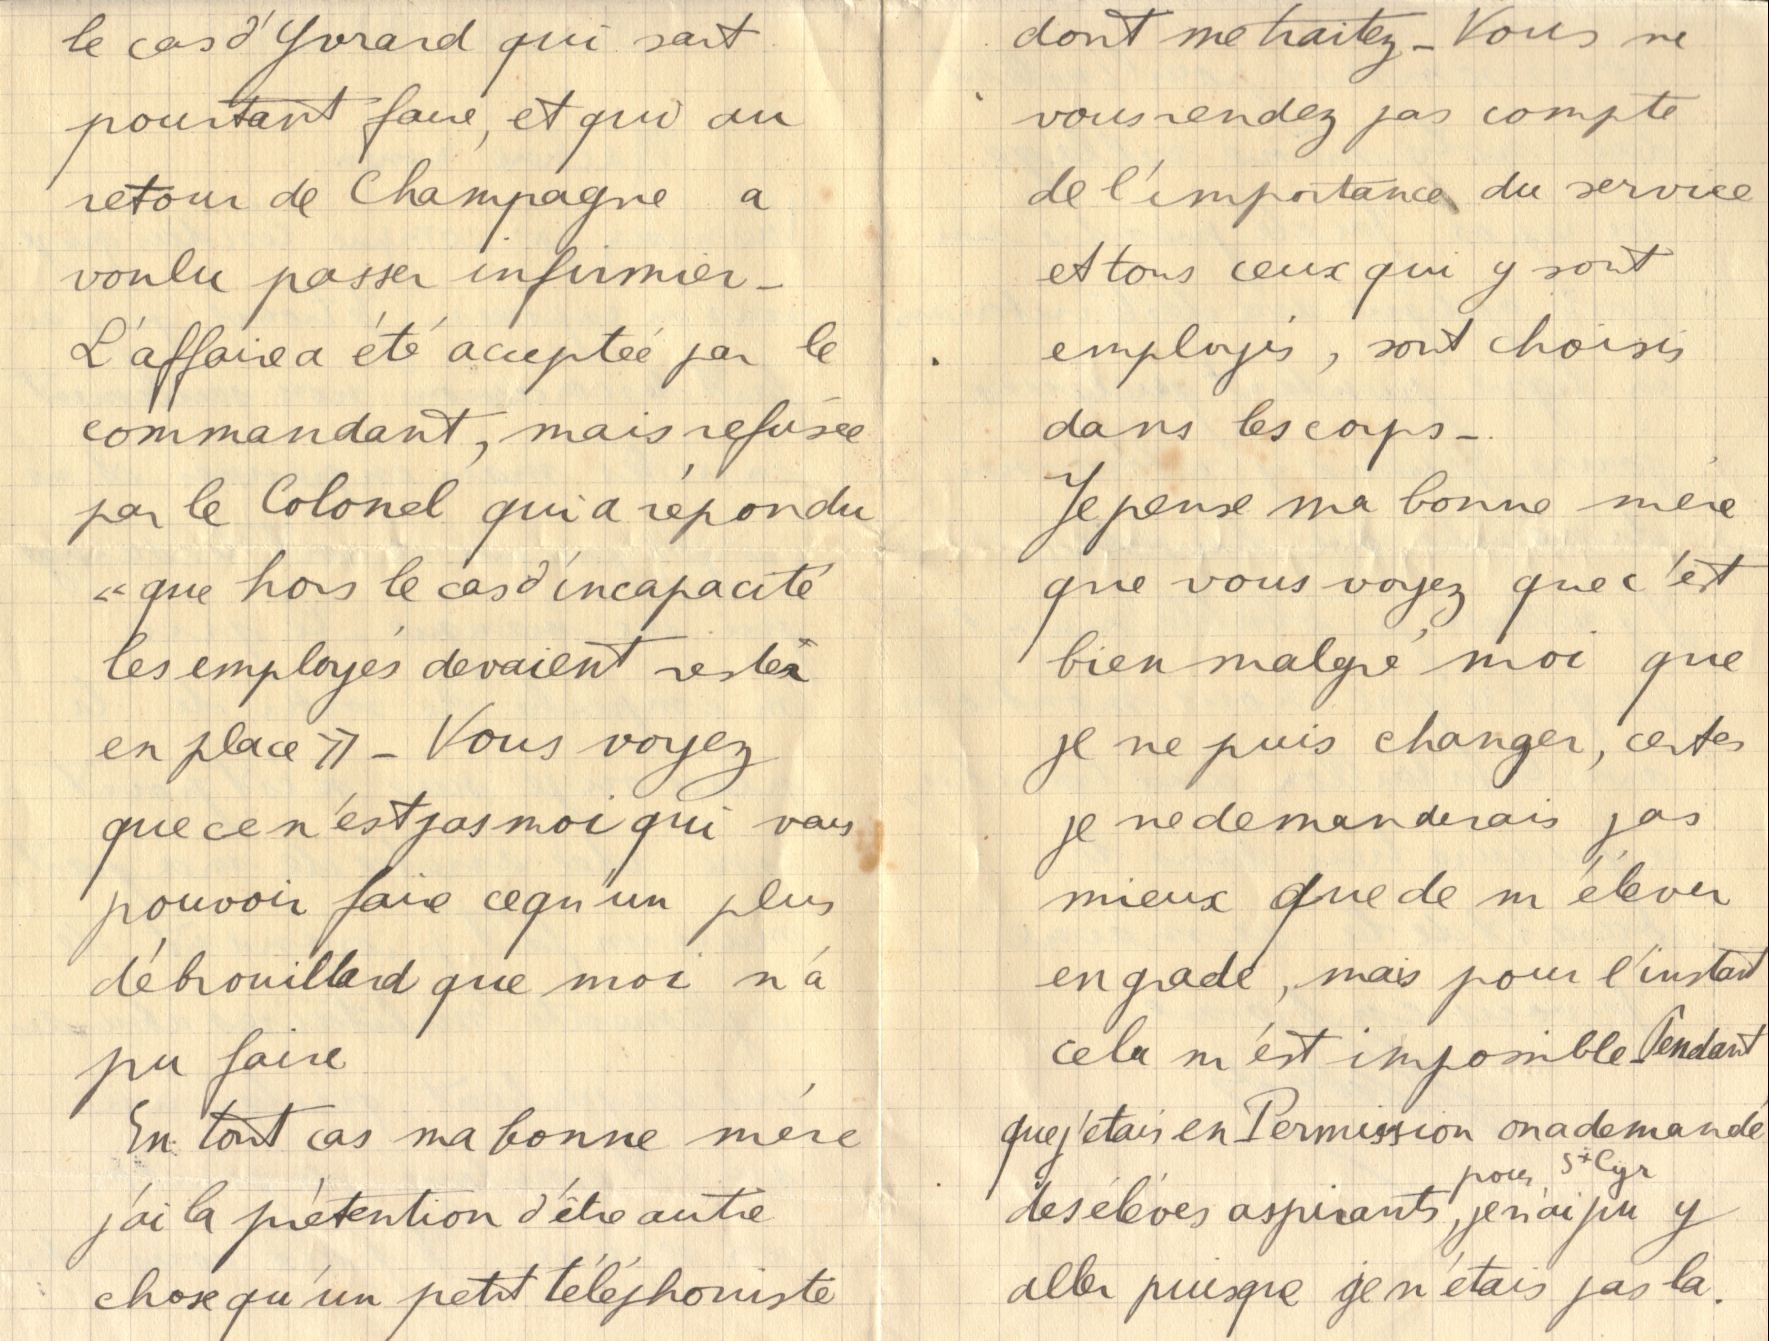 le cas d'Yvrard qui sait
pourtant faire, et qui au
retour de Champagne a
voulu passer infirmier_
L'affaire a été acceptée par le
commandant, mais refusée
par le Colonel qui a répondu
« que hors le cas d'incapacité
les employés devaient rester
en place » _ Vous voyez
que ce n'est pas moi qui vais
pouvoir faire ce qu'un plus
débrouillard que moi n'a
pu faire
En tout cas ma bonne mère
j'ai la prétention d'être autre
chose qu'un petit téléphoniste
dont me traitez_ Vous ne
vous rendez pas compte
de l'importance du service
et tous ceux qui y sont
employés, sont choisis
dans les corps_
Je pense ma bonne mère
que vous voyez que c'est
bien malgré moi que
je ne puis changer, certes
je ne demanderais pas
mieux que de m'élever
en grade, mais pour l'instant
cela m'est impossible_Pendant
que j'étais en Permission on a demandé
des élèves aspirants pour St Cyr, je n'ai pu y
aller puisque je n'étais pas là.